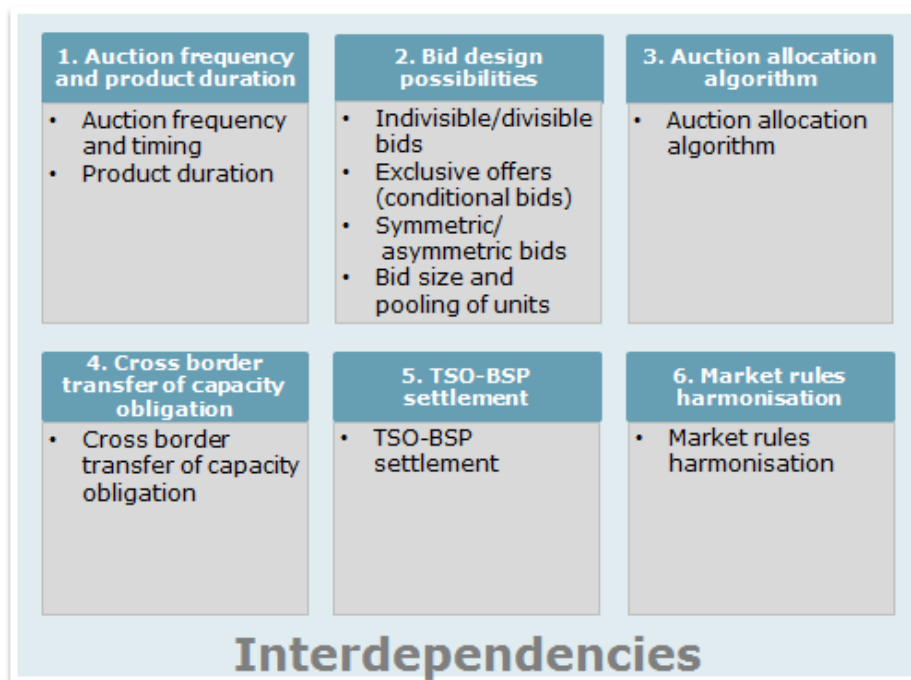 1. Auction frequency
and product duration
• Auction frequency
and timing
• Product duration
2. Bid design
possibilities
• Indivisible/divisible
bids
• Exclusive offers
(conditional bids)
• Symmetric/
asymmetric bids
• Bid size and
pooling of units
3. Auction allocation
algorithm
• Auction allocation
algorithm
4. Cross border
transfer of capacity
obligation
• Cross border
transfer of capacity
obligation
5. TSO-BSP
settlement
• TSO-BSP
settlement
6. Market rules
harmonisation
• Market rules
harmonisation
Interdependencies